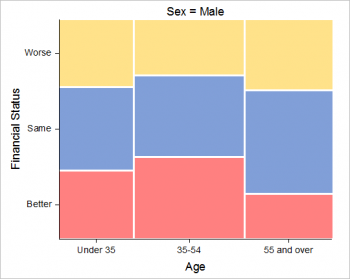 Sex = Male
Financial Status
Worse
Same
Better
Under 35
35-54
55 and over
Age